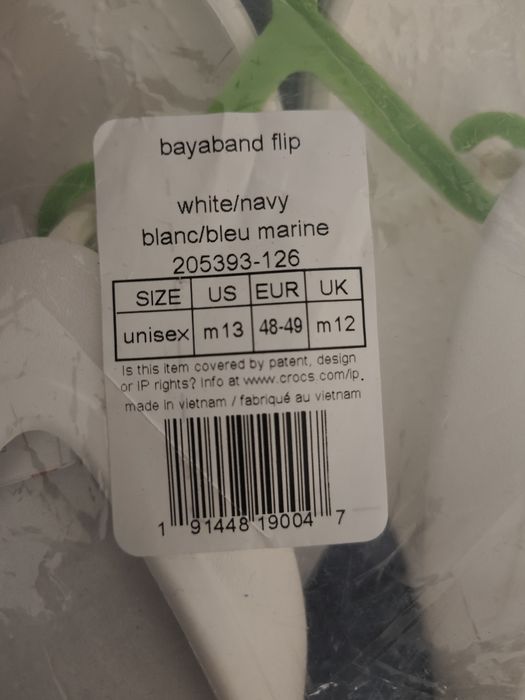 bayaband flip
white/navy
blanc/bleu marine
205393-126
SIZE US EUR UK
unisex m13 48-49 m12
Is this item covered by patent, design
or IP rights? Info at www.crocs.com/ip.
made in vietnam / fabriqué au vietnam
1 91448 19004 7